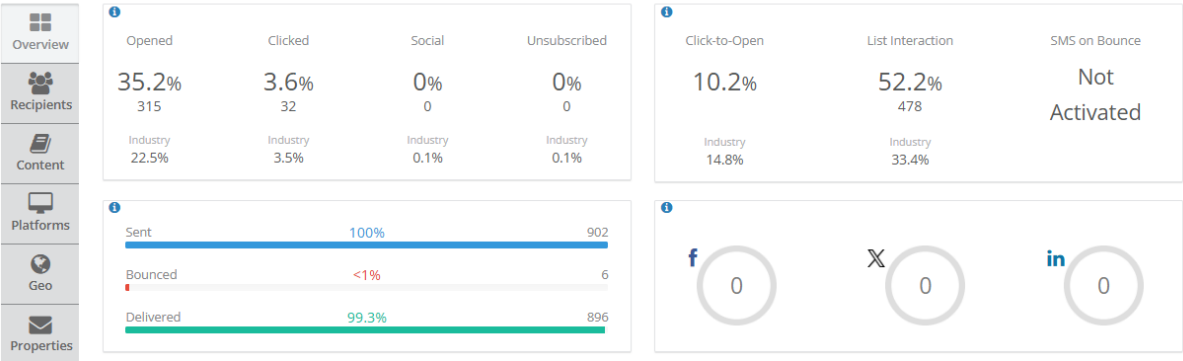 Overview
Recipients
Content
Platforms
Geo
Properties
Opened Clicked Social Unsubscribed
35.2% 3.6% 0% 0%
315 32 0 0
Industry Industry Industry Industry
22.5% 3.5% 0.1% 0.1%
Click-to-Open List Interaction SMS on Bounce
10.2% 52.2% Not
478 Activated
Industry Industry
14.8% 33.4%
Sent 100% 902
Bounced <1% 6
Delivered 99.3% 896
f X in
0 0 0